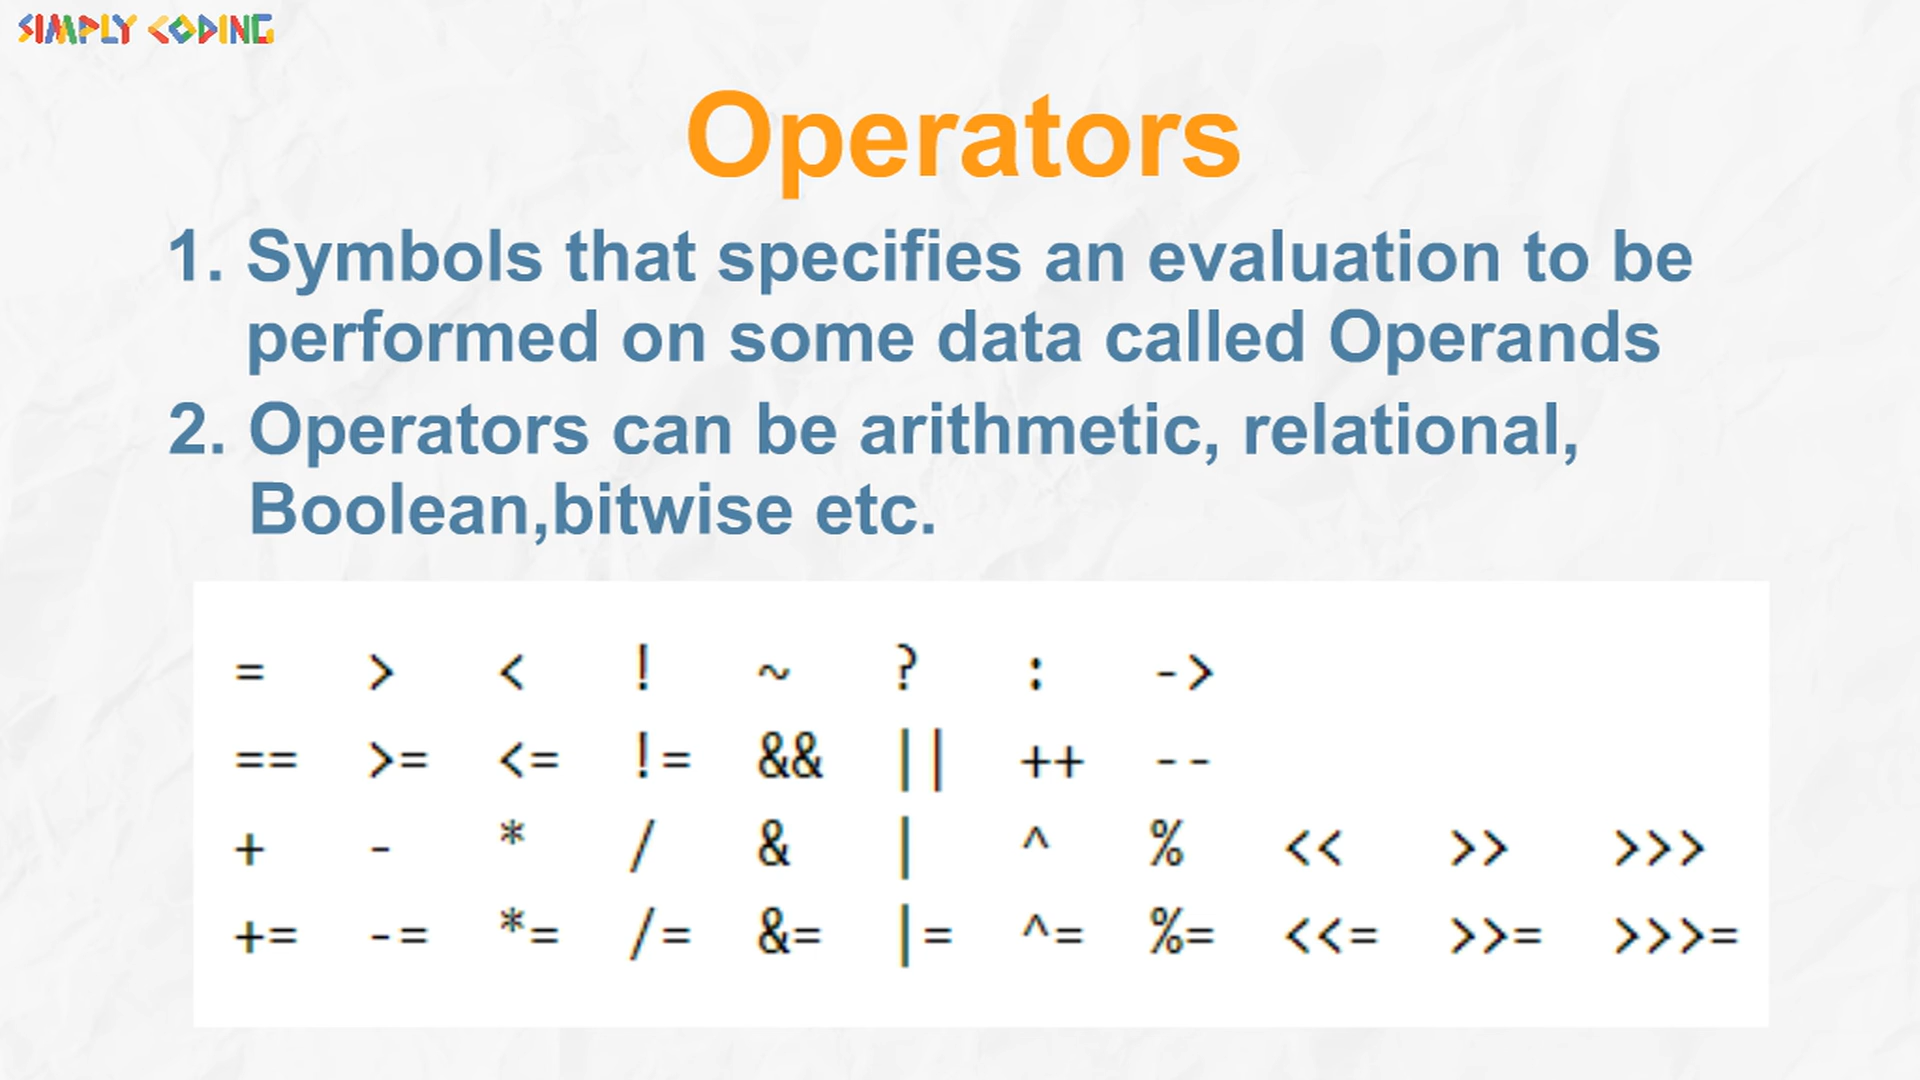 SIMPLY CODING
Operators
1. Symbols that specifies an evaluation to be
performed on some data called Operands
2. Operators can be arithmetic, relational,
Boolean,bitwise etc.
= > < ! ~ ? : ->
== >= <= != && || ++ --
+ - * / & | ^ % << >> >>>
+= -= *= /= &= |= ^= %= <<= >>= >>>=